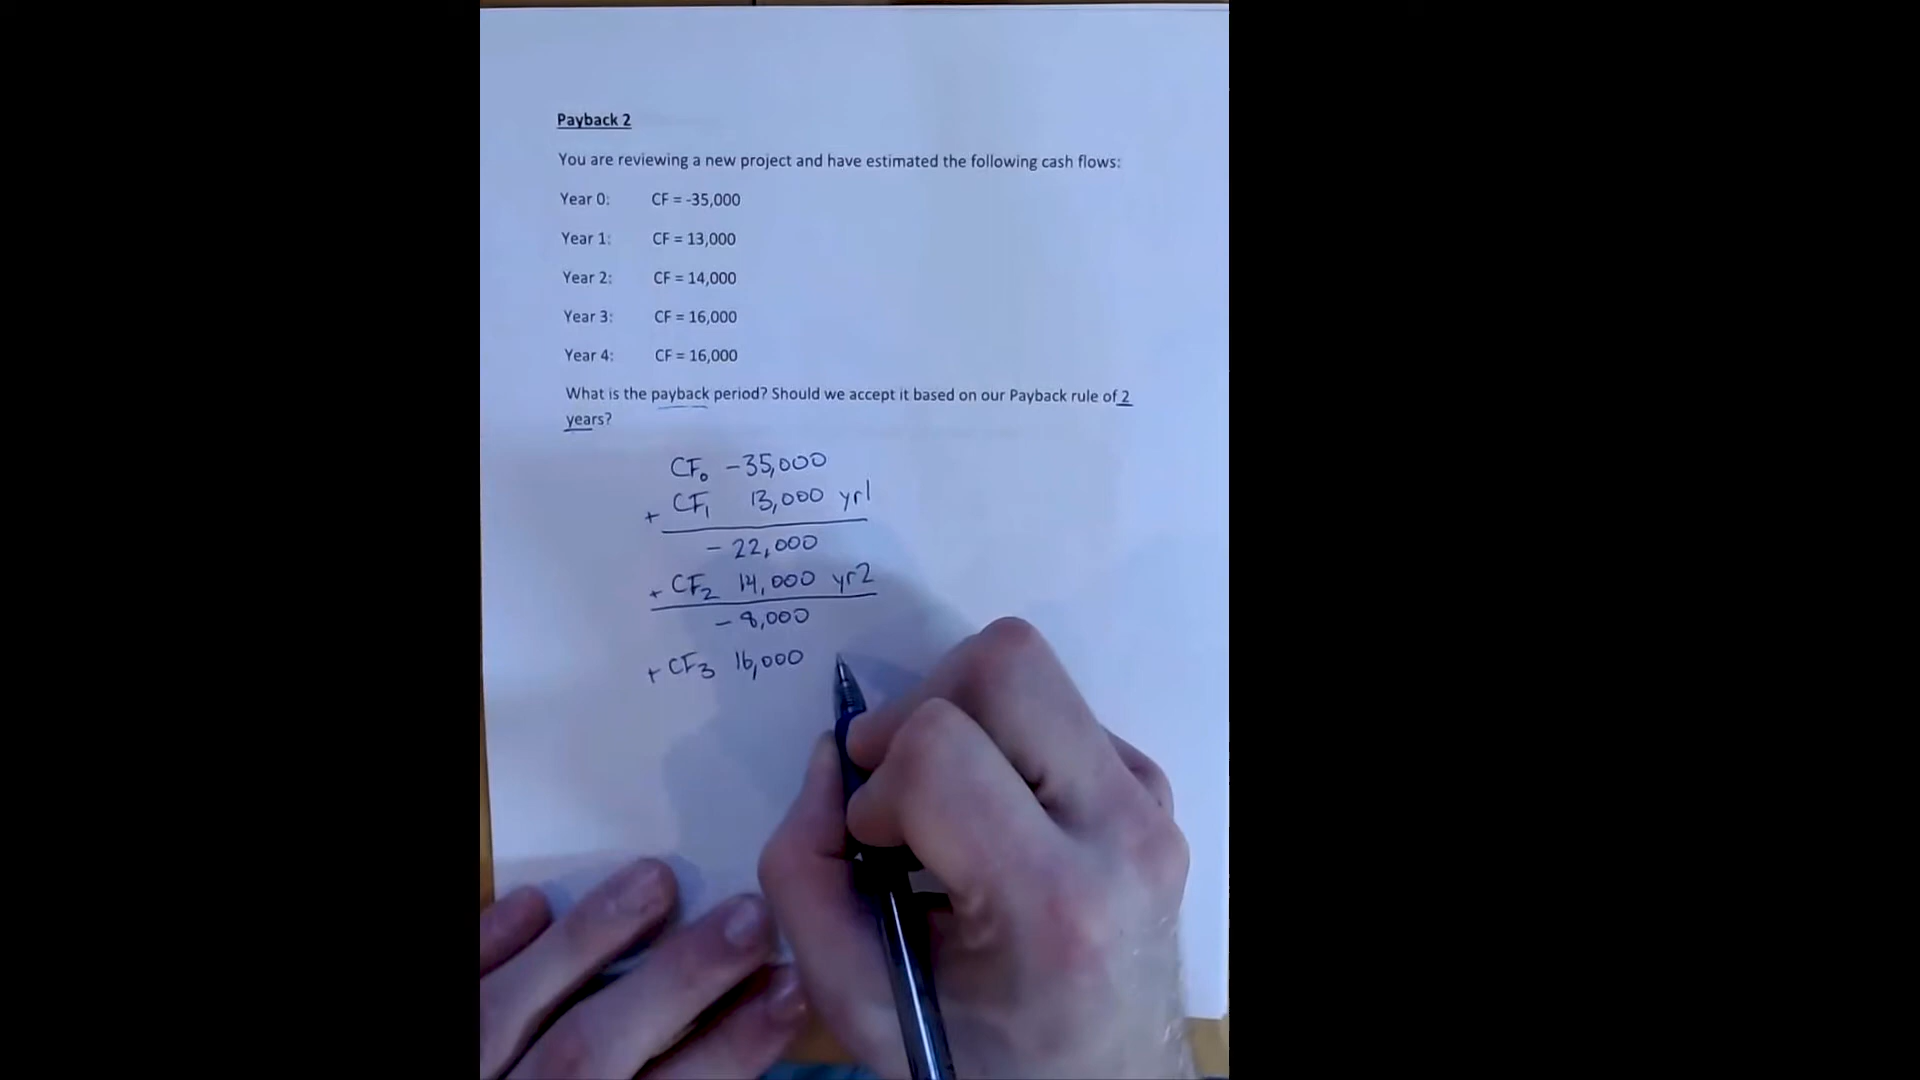 Payback 2
You are reviewing a new project and have estimated the following cash flows:
Year 0: CF = -35,000
Year 1: CF = 13,000
Year 2: CF = 14,000
Year 3: CF = 16,000
Year 4: CF = 16,000
What is the payback period? Should we accept it based on our Payback rule of 2
years?
CF₀ -35,000
+ CF₁ 13,000 yr1
- 22,000
+ CF₂ 14,000 yr2
- 8,000
+ CF₃ 16,000